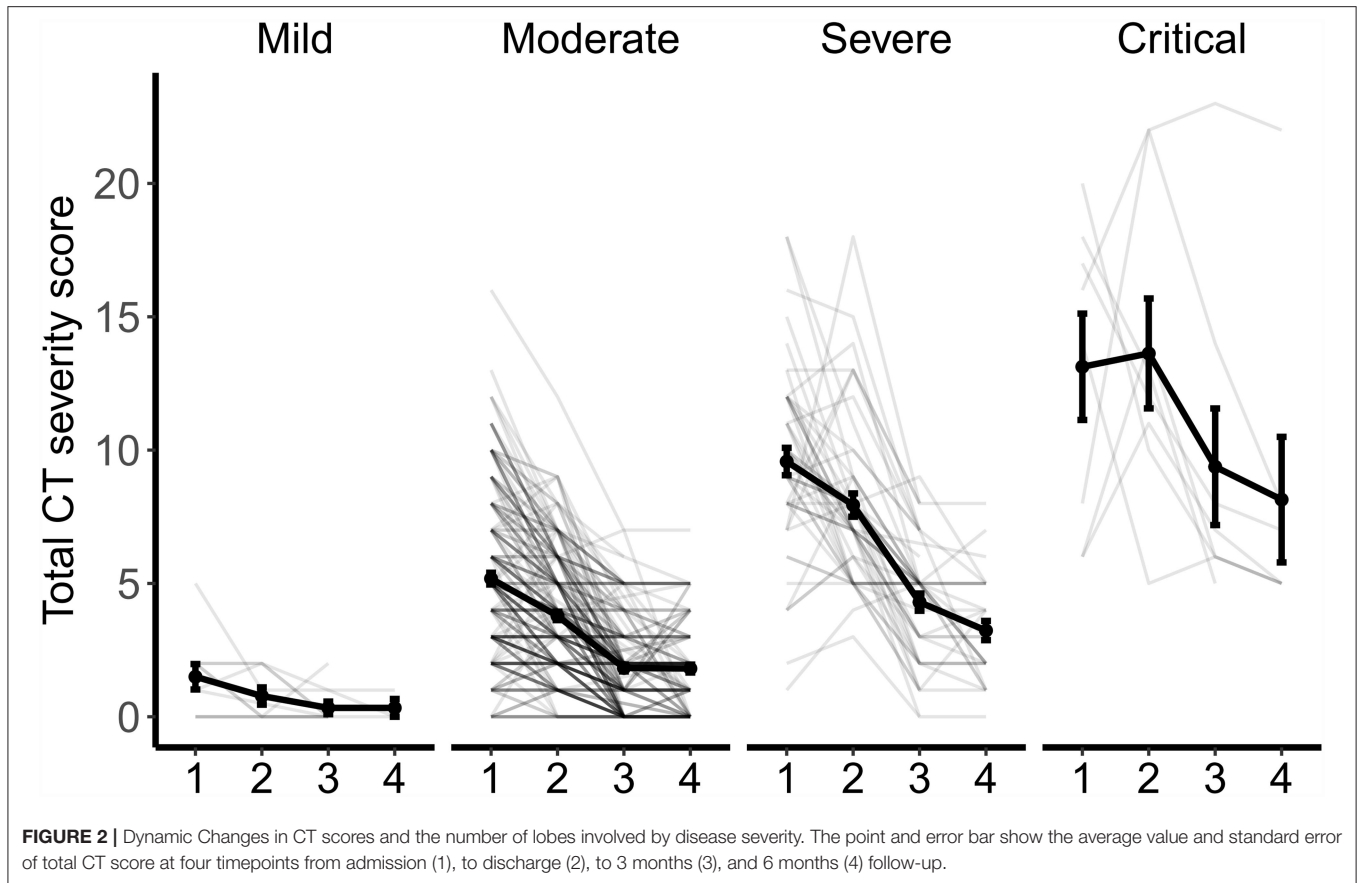 Mild Moderate Severe Critical
Total CT severity score
20
15
10
5
0
1 2 3 4 1 2 3 4 1 2 3 4 1 2 3 4
FIGURE 2 | Dynamic Changes in CT scores and the number of lobes involved by disease severity. The point and error bar show the average value and standard error
of total CT score at four timepoints from admission (1), to discharge (2), to 3 months (3), and 6 months (4) follow-up.